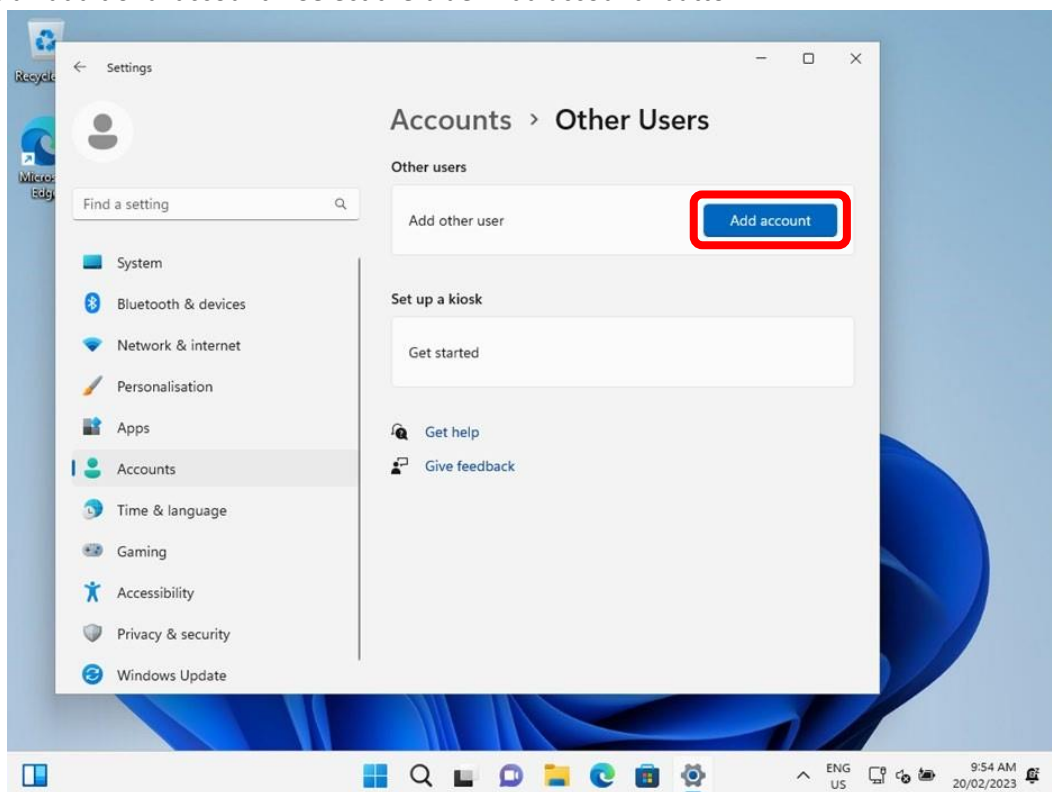 Recycle
Settings
Accounts > Other Users
Other users
Find a setting
Add other user
Add account
System
Bluetooth & devices
Set up a kiosk
Network & internet
Get started
Personalisation
Apps
Get help
Accounts
Give feedback
Time & language
Gaming
Accessibility
Privacy & security
Windows Update
Edge
ENG
US
9:54 AM
20/02/2023